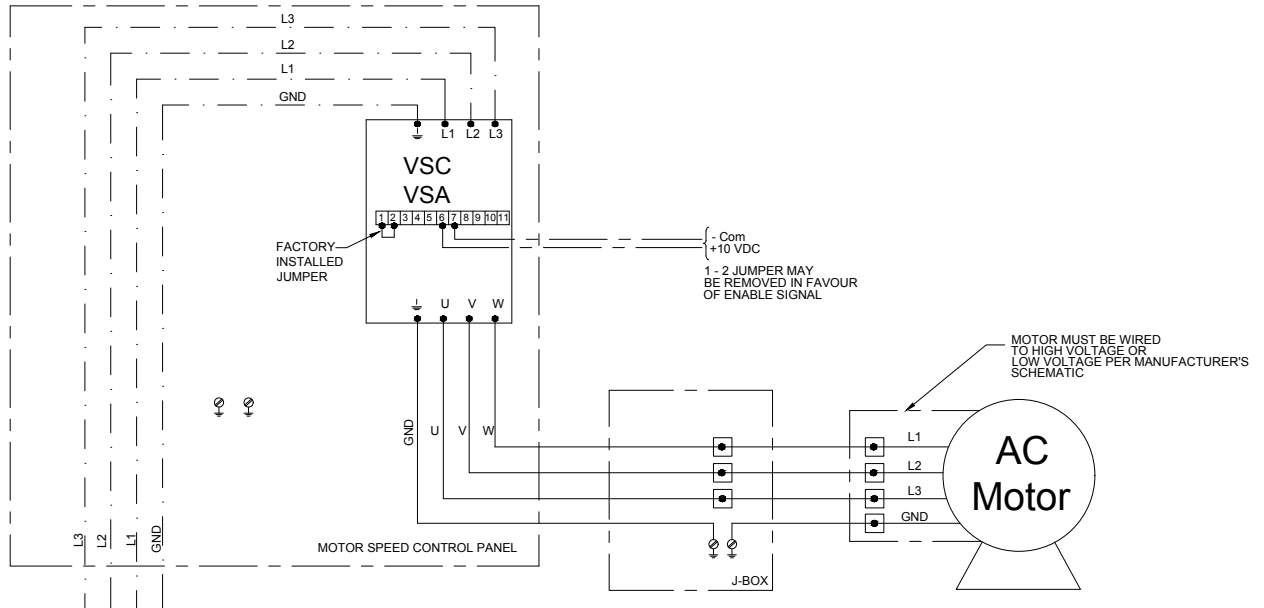 L3
L2
L1
GND
L1 L2 L3
VSC
VSA
1 2 3 4 5 6 7 8 9 10 11
FACTORY
INSTALLED
JUMPER
- Com
+10 VDC
1 - 2 JUMPER MAY
BE REMOVED IN FAVOUR
OF ENABLE SIGNAL
U V W
MOTOR MUST BE WIRED
TO HIGH VOLTAGE OR
LOW VOLTAGE PER MANUFACTURER'S
SCHEMATIC
GND U V W
L1
L2
L3
GND
AC
Motor
L3 L2 L1 GND
MOTOR SPEED CONTROL PANEL
J-BOX